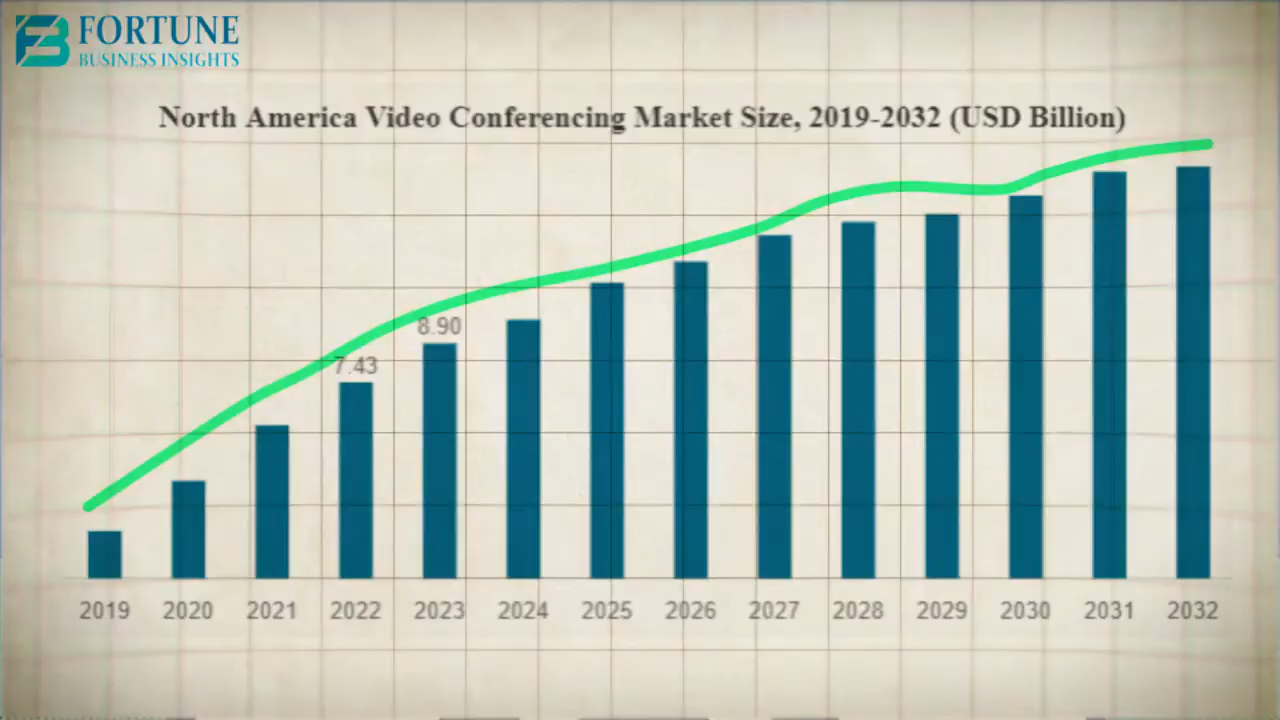 FORTUNE
BUSINESS INSIGHTS
North America Video Conferencing Market Size, 2019-2032 (USD Billion)
8.90
7.43
2019 2020 2021 2022 2023 2024 2025 2026 2027 2028 2029 2030 2031 2032